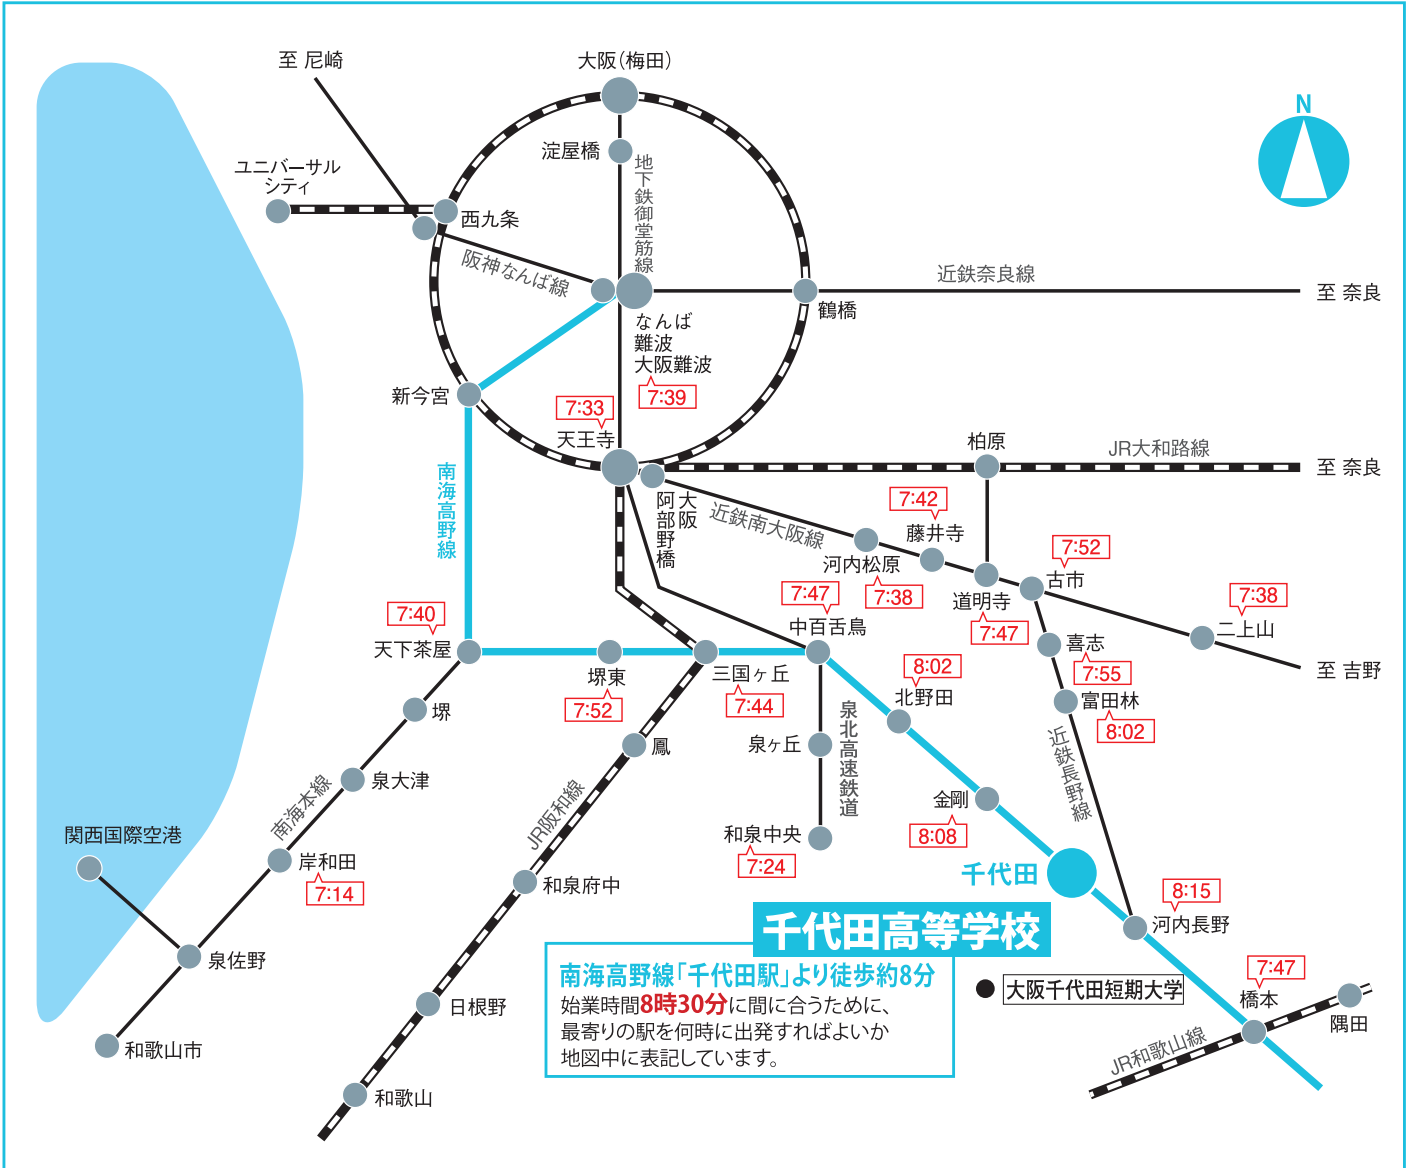 至 尼崎
大阪(梅田)
N
淀屋橋
地下鉄御堂筋線
ユニバーサル
シティ
西九条
阪神なんば線
近鉄奈良線
至 奈良
鶴橋
なんば
難波
大阪難波
7:39
新今宮
7:33
天王寺
柏原
JR大和路線
至 奈良
南海高野線
大阪
阿部野橋
近鉄南大阪線
7:42
藤井寺
河内松原
7:38
7:52
古市
道明寺
7:47
7:38
二上山
至 吉野
7:47
中百舌鳥
7:40
天下茶屋
堺東
7:52
三国ヶ丘
7:44
8:02
北野田
喜志
7:55
富田林
8:02
堺
鳳
泉ヶ丘
泉北高速鉄道
近鉄長野線
泉大津
南海本線
JR阪和線
金剛
8:08
和泉中央
7:24
関西国際空港
岸和田
7:14
和泉府中
千代田
8:15
河内長野
千代田高等学校
泉佐野
南海高野線「千代田駅」より徒歩約8分
始業時間8時30分に間に合うために、
最寄りの駅を何時に出発すればよいか
地図中に表記しています。
大阪千代田短期大学
7:47
橋本
隅田
JR和歌山線
日根野
和歌山市
和歌山